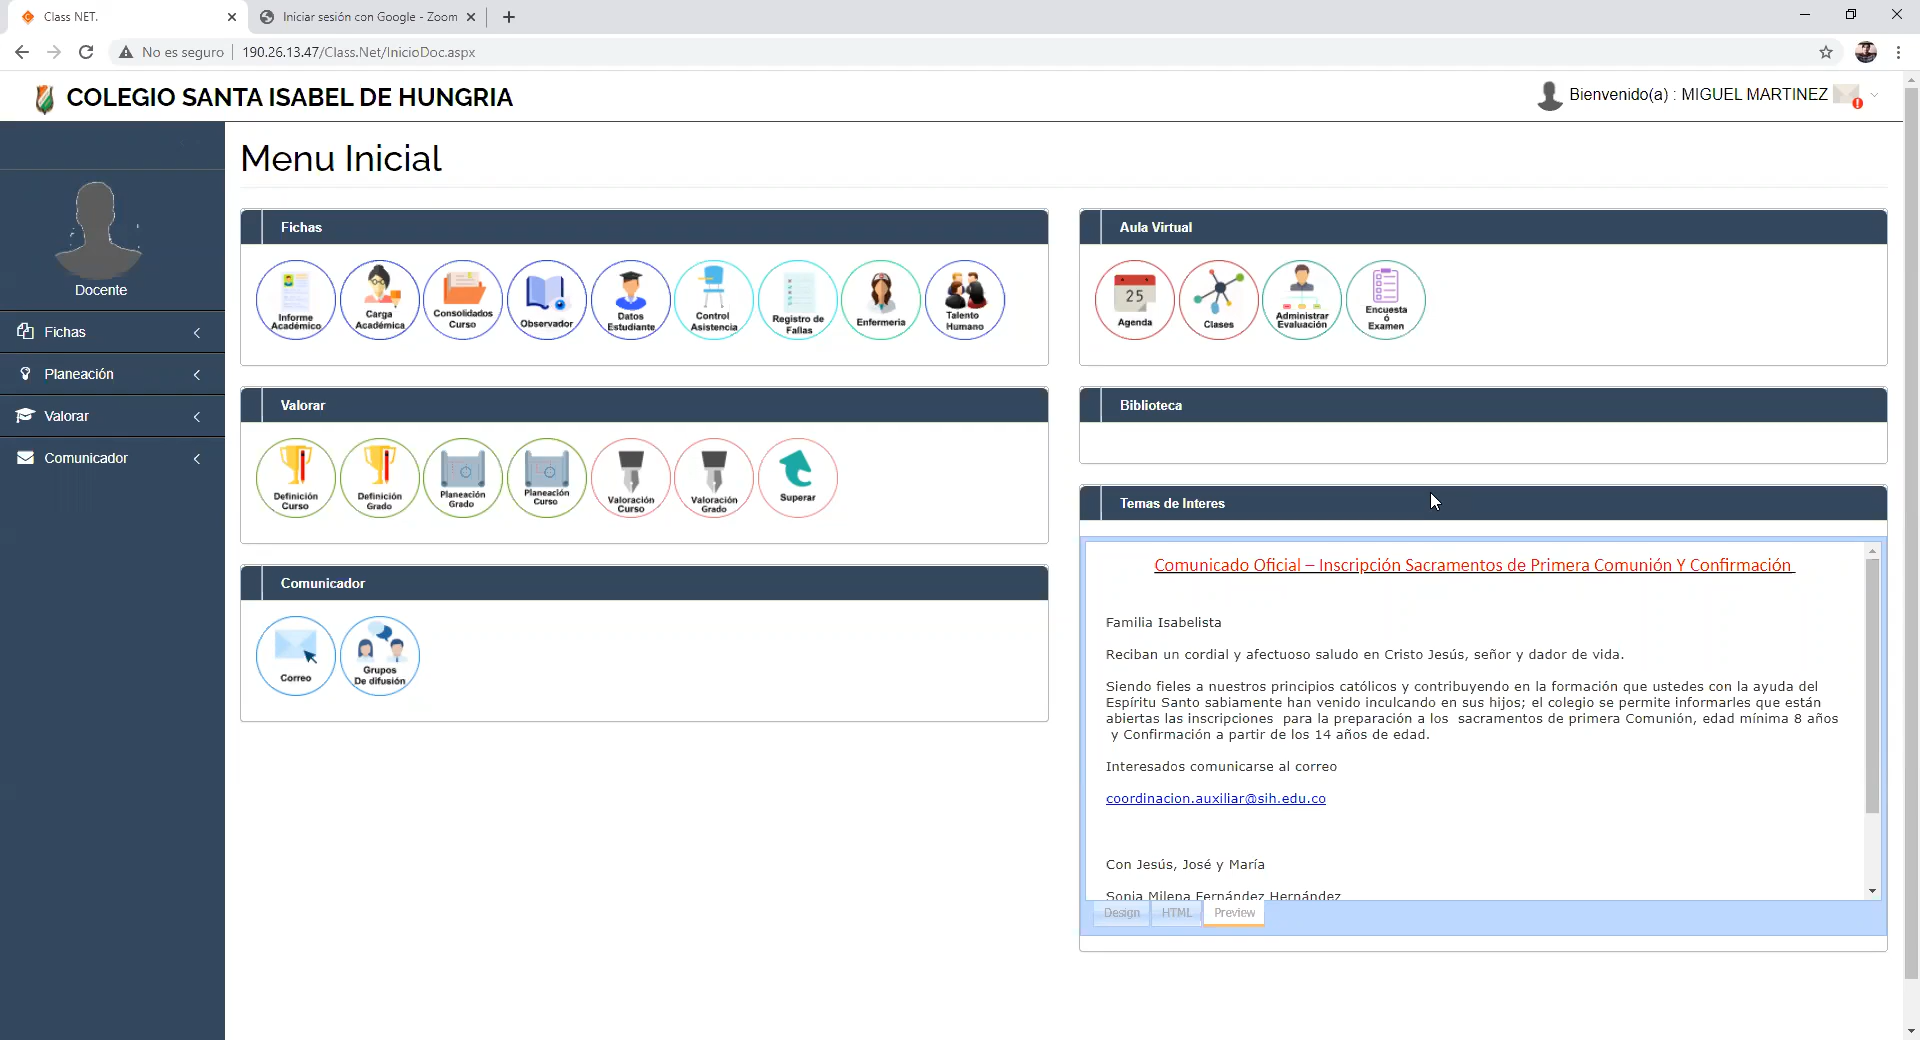 Class NET.
Iniciar sesión con Google - Zoom
No es seguro
190.26.13.47/Class.Net/InicioDoc.aspx
COLEGIO SANTA ISABEL DE HUNGRIA
Bienvenido(a) : MIGUEL MARTINEZ
Docente
Fichas
Planeación
Valorar
Comunicador
Menu Inicial
Fichas
Informe
Académico
Carga
Académica
Consolidados
Curso
Observador
Datos
Estudiante
Control
Asistencia
Registro de
Fallas
Enfermeria
Talento
Humano
Valorar
Definición
Curso
Definición
Grado
Planeación
Grado
Planeación
Curso
Valoración
Curso
Valoración
Grado
Superar
Comunicador
Correo
Grupos
De difusión
Aula Virtual
25
Agenda
Clases
Administrar
Evaluación
Encuesta
ó
Examen
Biblioteca
Temas de Interes
Comunicado Oficial – Inscripción Sacramentos de Primera Comunión Y Confirmación
Familia Isabelista
Reciban un cordial y afectuoso saludo en Cristo Jesús, señor y dador de vida.
Siendo fieles a nuestros principios católicos y contribuyendo en la formación que ustedes con la ayuda del
Espíritu Santo sabiamente han venido inculcando en sus hijos; el colegio se permite informarles que están
abiertas las inscripciones para la preparación a los sacramentos de primera Comunión, edad mínima 8 años
y Confirmación a partir de los 14 años de edad.
Interesados comunicarse al correo
coordinacion.auxiliar@sih.edu.co
Con Jesús, José y María
Sonia Milena Fernández Hernández
Design
HTML
Preview